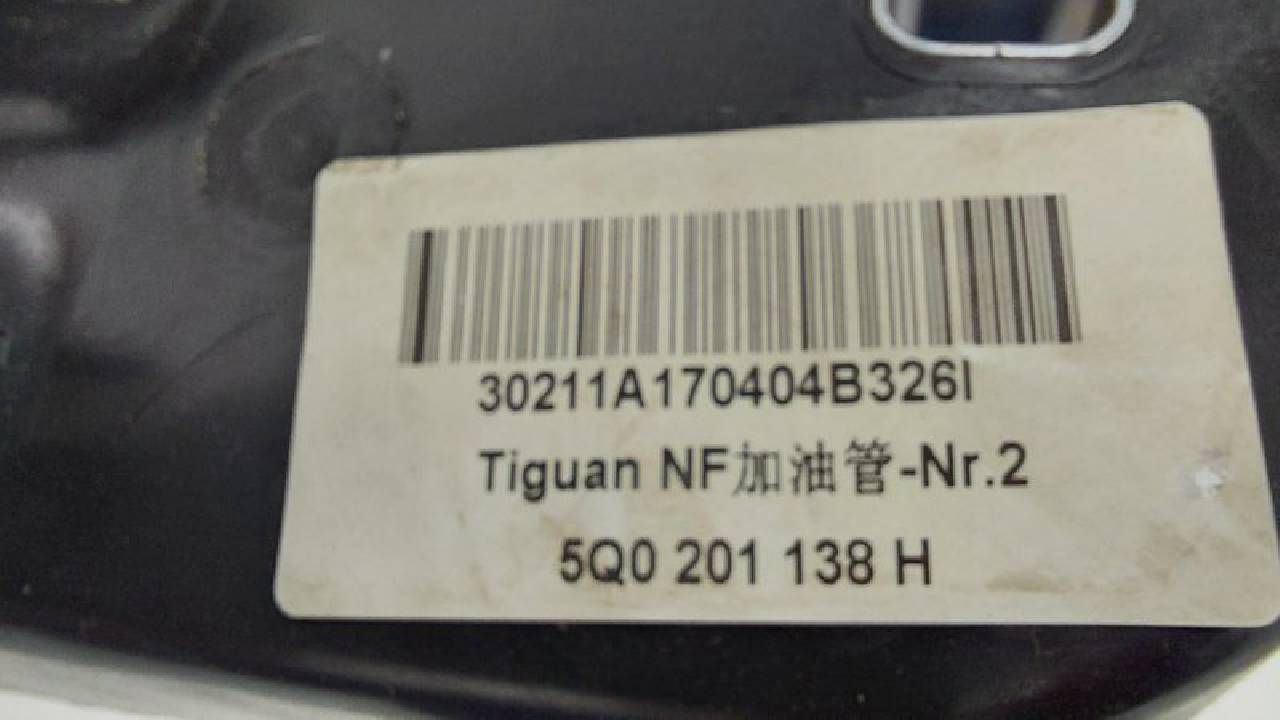 30211A170404B326I
Tiguan NF加油管-Nr.2
5Q0 201 138 H